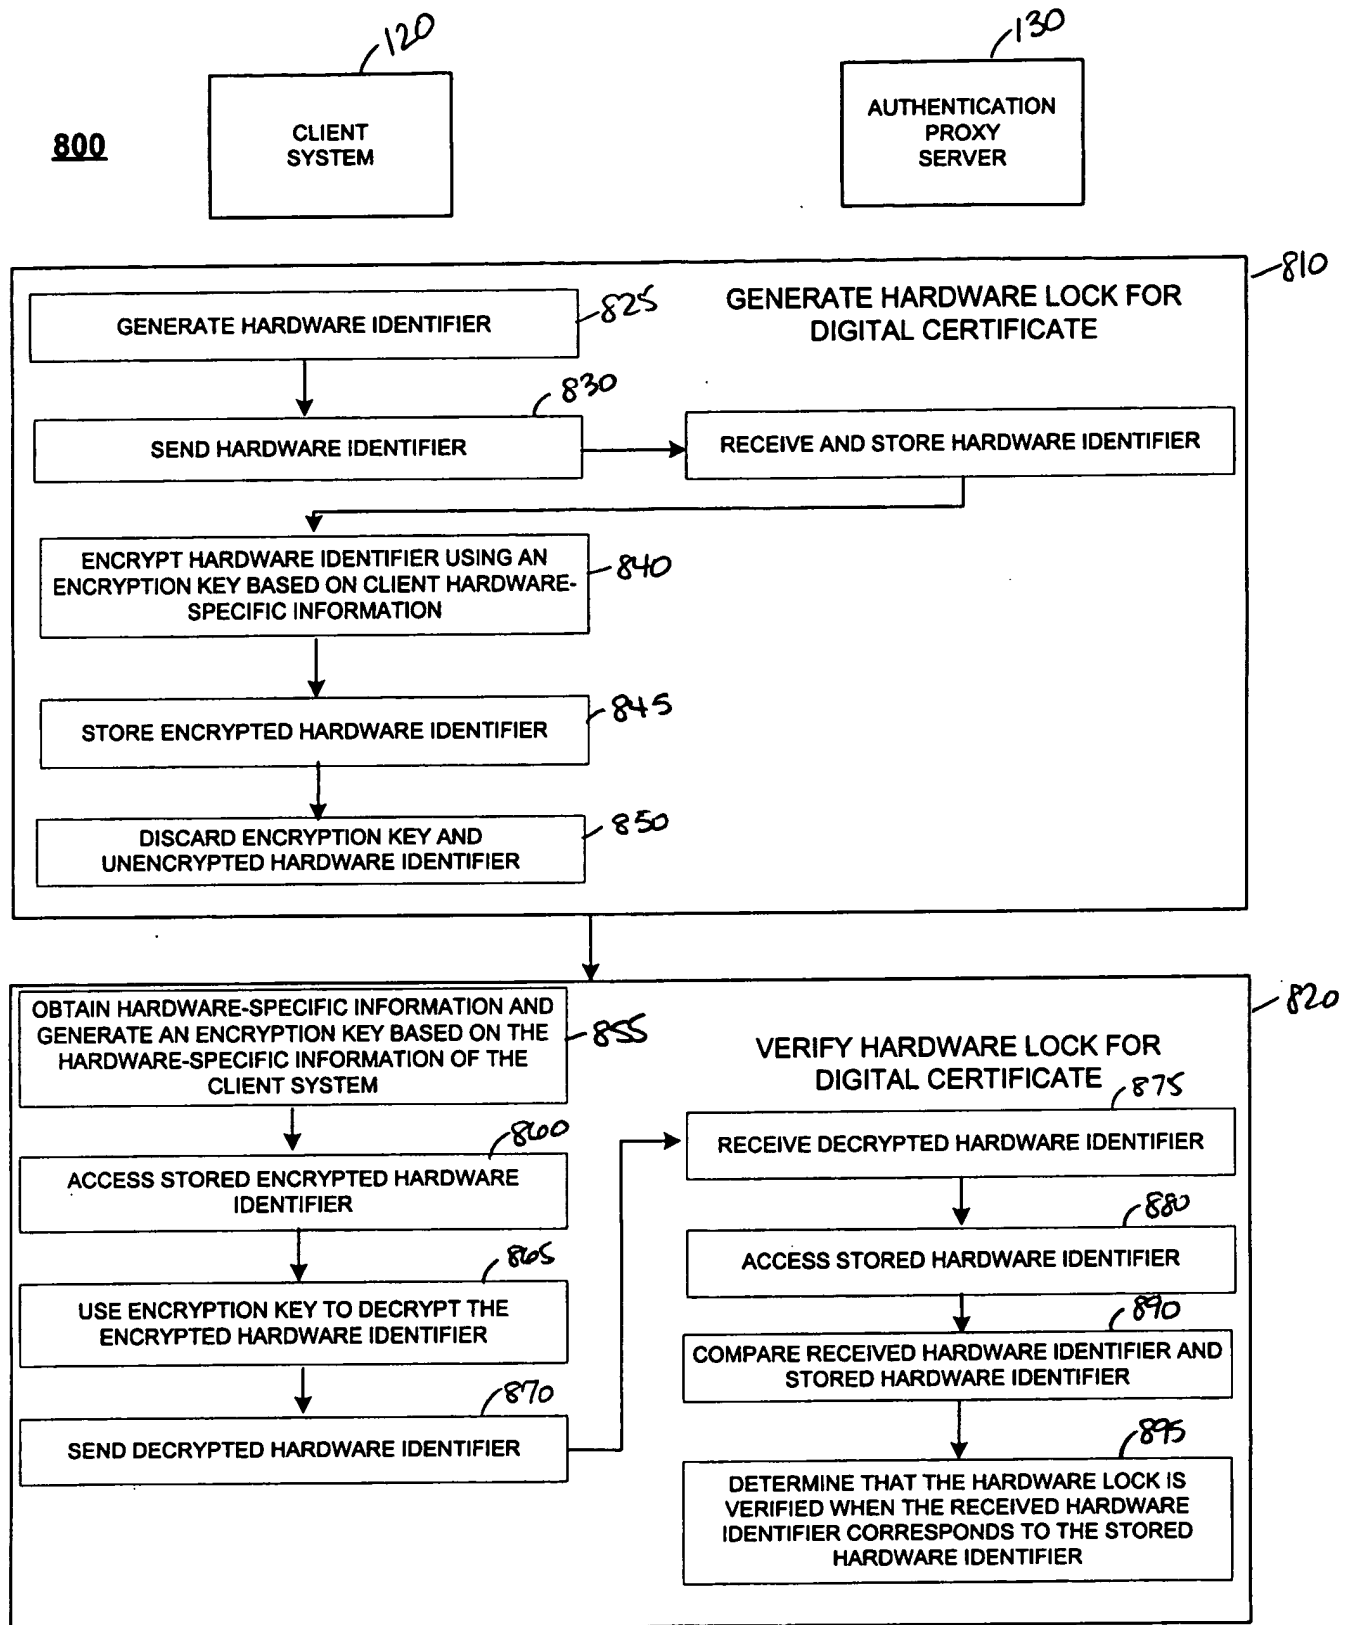 120
130
800
CLIENT
SYSTEM
AUTHENTICATION
PROXY
SERVER
810
GENERATE HARDWARE LOCK FOR
DIGITAL CERTIFICATE
GENERATE HARDWARE IDENTIFIER
825
830
SEND HARDWARE IDENTIFIER
RECEIVE AND STORE HARDWARE IDENTIFIER
ENCRYPT HARDWARE IDENTIFIER USING AN
ENCRYPTION KEY BASED ON CLIENT HARDWARE-
SPECIFIC INFORMATION
840
STORE ENCRYPTED HARDWARE IDENTIFIER
845
DISCARD ENCRYPTION KEY AND
UNENCRYPTED HARDWARE IDENTIFIER
850
820
OBTAIN HARDWARE-SPECIFIC INFORMATION AND
GENERATE AN ENCRYPTION KEY BASED ON THE
HARDWARE-SPECIFIC INFORMATION OF THE
CLIENT SYSTEM
855
VERIFY HARDWARE LOCK FOR
DIGITAL CERTIFICATE
860
ACCESS STORED ENCRYPTED HARDWARE
IDENTIFIER
865
USE ENCRYPTION KEY TO DECRYPT THE
ENCRYPTED HARDWARE IDENTIFIER
870
SEND DECRYPTED HARDWARE IDENTIFIER
875
RECEIVE DECRYPTED HARDWARE IDENTIFIER
880
ACCESS STORED HARDWARE IDENTIFIER
890
COMPARE RECEIVED HARDWARE IDENTIFIER AND
STORED HARDWARE IDENTIFIER
895
DETERMINE THAT THE HARDWARE LOCK IS
VERIFIED WHEN THE RECEIVED HARDWARE
IDENTIFIER CORRESPONDS TO THE STORED
HARDWARE IDENTIFIER